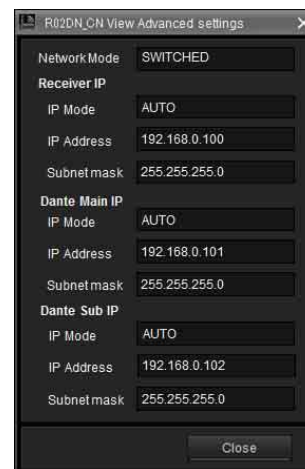 R02DN_CN View Advanced settings
Network Mode SWITCHED
Receiver IP
IP Mode AUTO
IP Address 192.168.0.100
Subnet mask 255.255.255.0
Dante Main IP
IP Mode AUTO
IP Address 192.168.0.101
Subnet mask 255.255.255.0
Dante Sub IP
IP Mode AUTO
IP Address 192.168.0.102
Subnet mask 255.255.255.0
Close